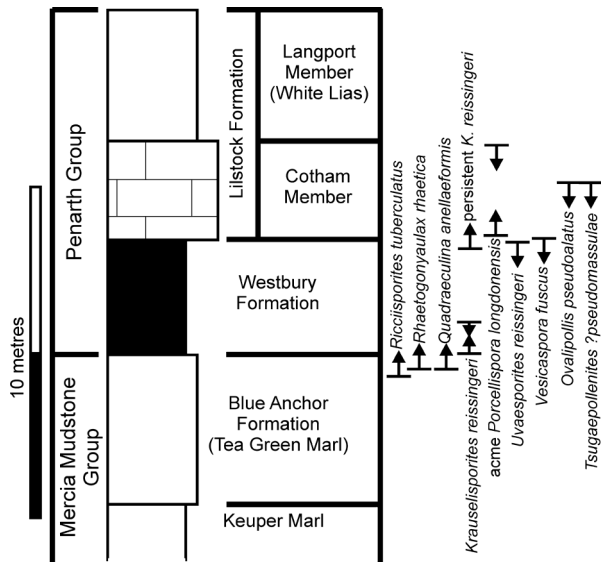 10 metres
Mercia Mudstone
Group
Penarth Group
Lilstock Formation
Langport
Member
(White Lias)
Cotham
Member
Westbury
Formation
Blue Anchor
Formation
(Tea Green Marl)
Keuper Marl
Ricciisporites tuberculatus
Rhaetogonyaulax rhaetica
Quadraeculina anellaeformis
Krauselisporites reissingeri
persistent K. reissingeri
acme Porcellispora longdonensis
Uvaesporites reissingeri
Vesicaspora fuscus
Ovalipollis pseudoalatus
Tsugaepollenites ?pseudomassulae